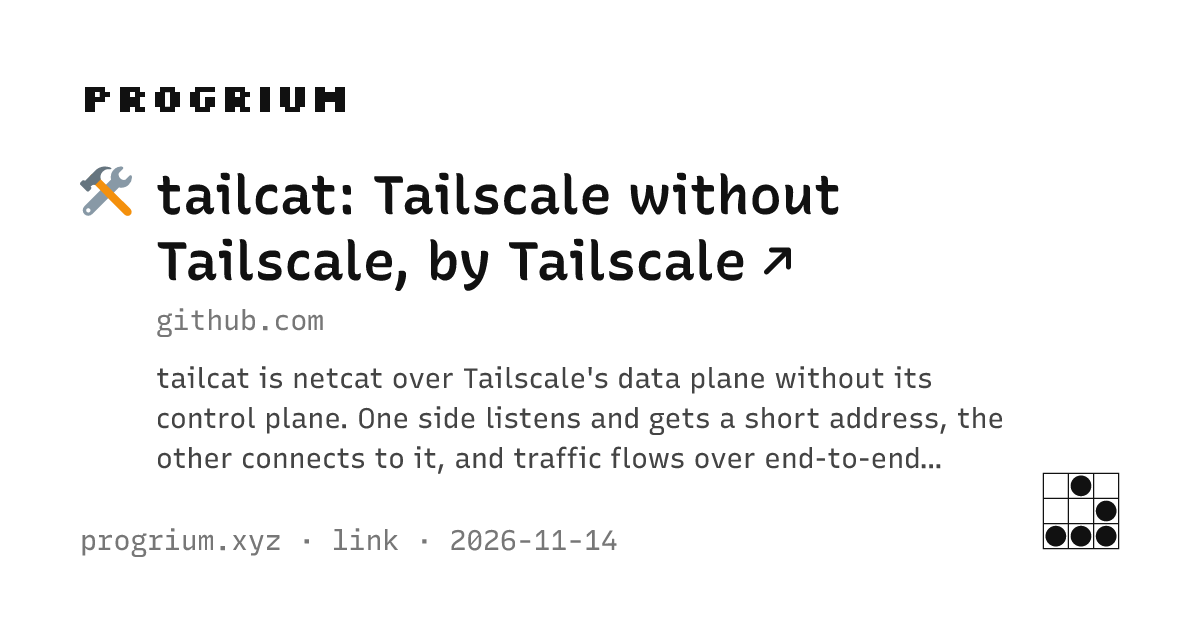 PROGRIUM
🛠️ tailcat: Tailscale without
Tailscale, by Tailscale ↗
github.com
tailcat is netcat over Tailscale's data plane without its
control plane. One side listens and gets a short address, the
other connects to it, and traffic flows over end-to-end...
progrium.xyz · link · 2026-11-14